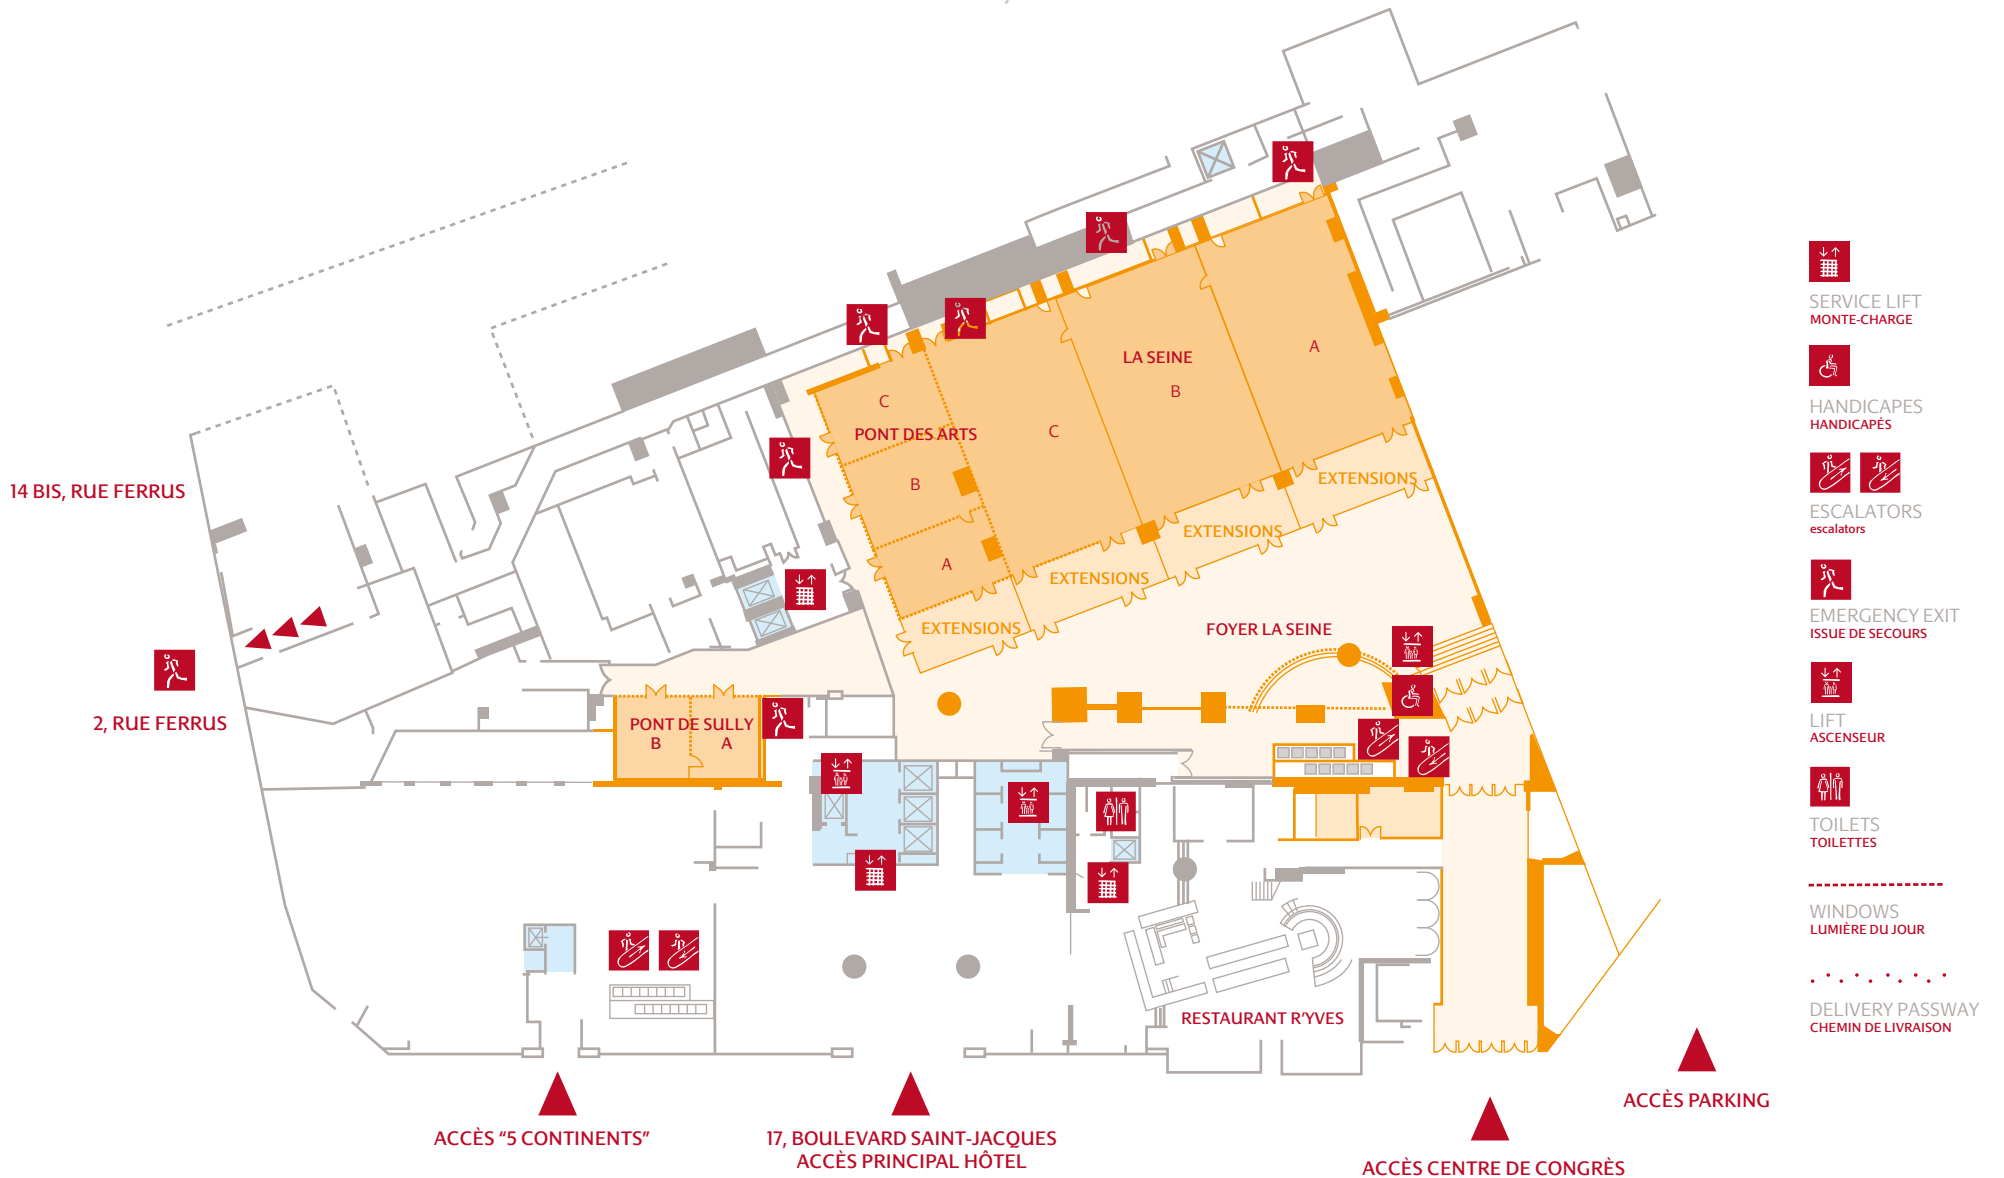 C
PONT DES ARTS
B
A
LA SEINE
A
B
C
EXTENSIONS
EXTENSIONS
EXTENSIONS
EXTENSIONS
FOYER LA SEINE
14 BIS, RUE FERRUS
2, RUE FERRUS
PONT DE SULLY
B
A
RESTAURANT R'YVES
ACCÈS “5 CONTINENTS”
17, BOULEVARD SAINT-JACQUES
ACCÈS PRINCIPAL HÔTEL
ACCÈS CENTRE DE CONGRÈS
ACCÈS PARKING
SERVICE LIFT
MONTE-CHARGE
HANDICAPES
HANDICAPÉS
ESCALATORS
escalators
EMERGENCY EXIT
ISSUE DE SECOURS
LIFT
ASCENSEUR
TOILETS
TOILETTES
WINDOWS
LUMIÈRE DU JOUR
DELIVERY PASSWAY
CHEMIN DE LIVRAISON